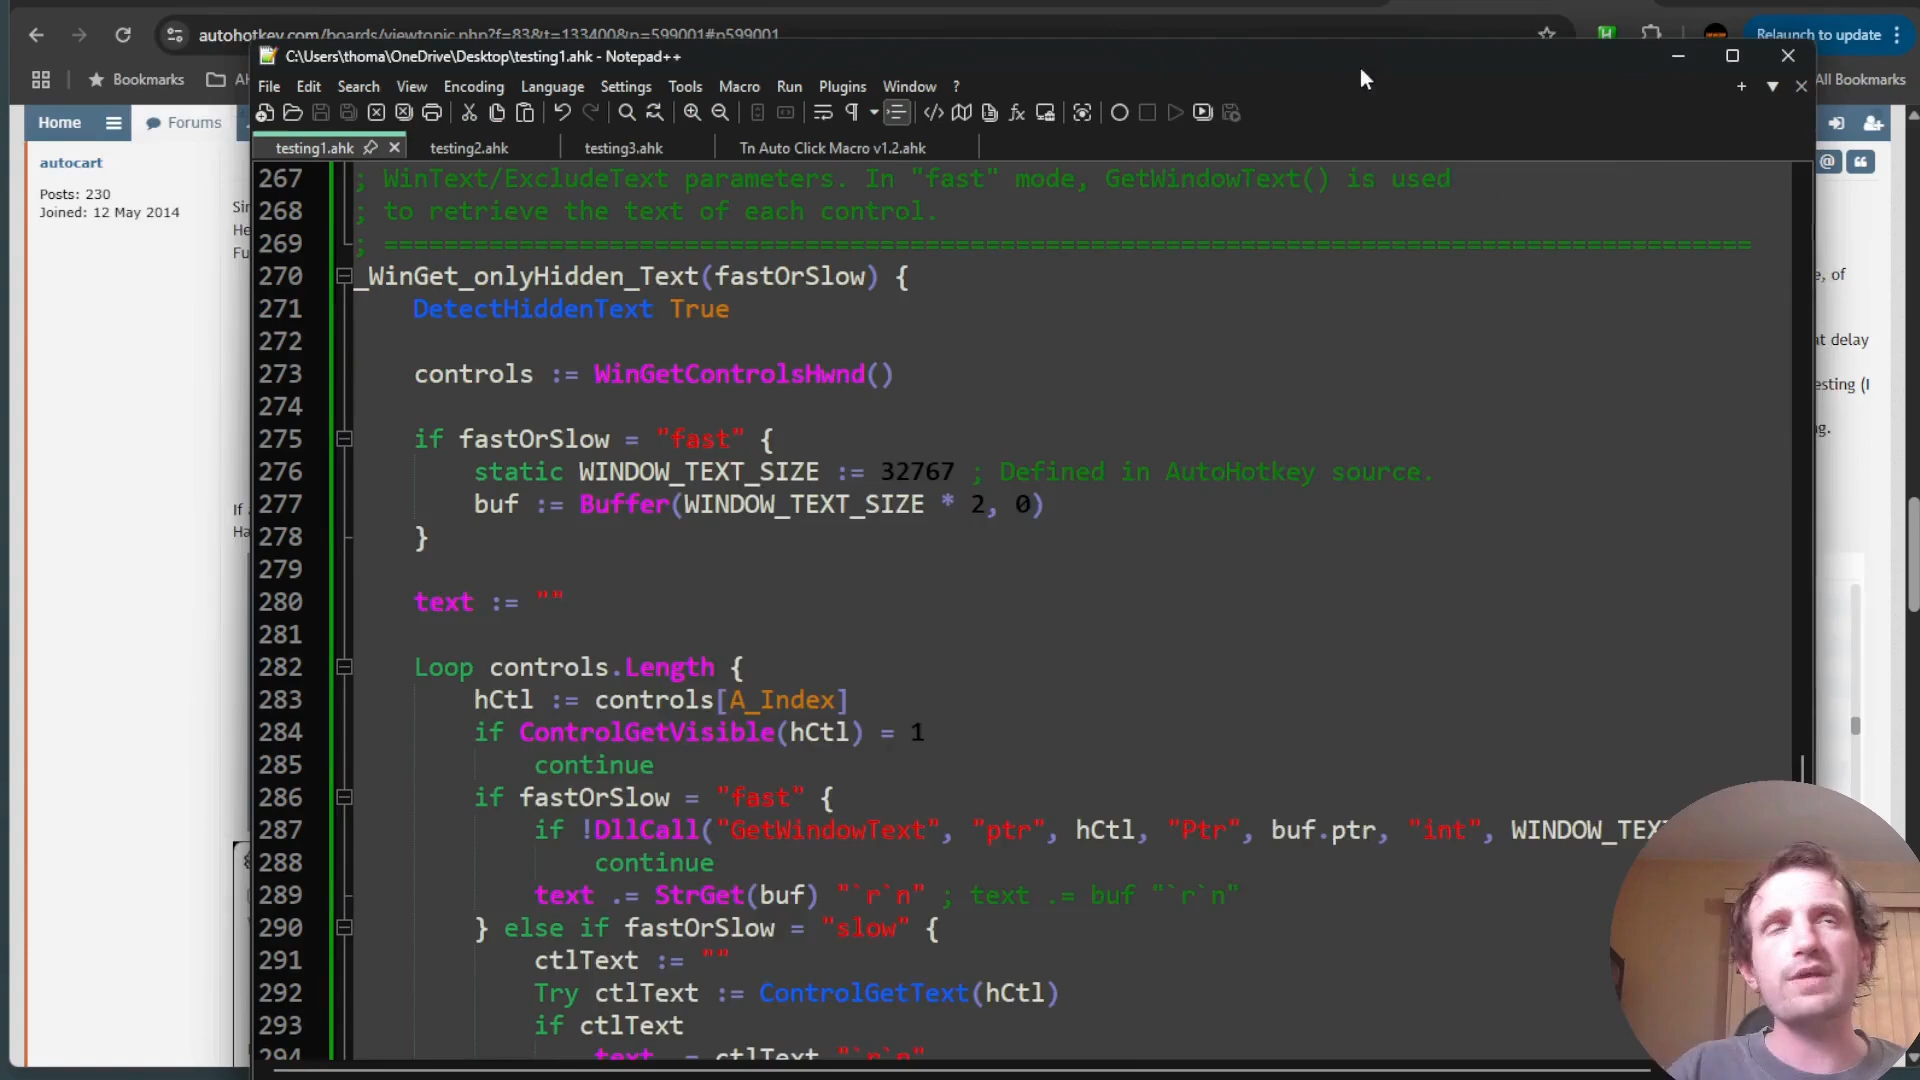 autohotkey.com/boards/viewtopic.php?f=83&t=133400&p=599001#p599001
Relaunch to update
C:\Users\thoma\OneDrive\Desktop\testing1.ahk - Notepad++
Bookmarks
All Bookmarks
File Edit Search View Encoding Language Settings Tools Macro Run Plugins Window ?
Home
Forums
testing1.ahk
testing2.ahk
testing3.ahk
Tn Auto Click Macro v1.2.ahk
autocart
Posts: 230
Joined: 12 May 2014
267 ; WinText/ExcludeText parameters. In "fast" mode, GetWindowText() is used
268 ; to retrieve the text of each control.
269 ; ===========================================================================================
270 _WinGet_onlyHidden_Text(fastOrSlow) {
271 DetectHiddenText True
272
273 controls := WinGetControlsHwnd()
274
275 if fastOrSlow = "fast" {
276 static WINDOW_TEXT_SIZE := 32767 ; Defined in AutoHotkey source.
277 buf := Buffer(WINDOW_TEXT_SIZE * 2, 0)
278 }
279
280 text := ""
281
282 Loop controls.Length {
283 hCtl := controls[A_Index]
284 if ControlGetVisible(hCtl) = 1
285 continue
286 if fastOrSlow = "fast" {
287 if !DllCall("GetWindowText", "ptr", hCtl, "Ptr", buf.ptr, "int", WINDOW_TEX
288 continue
289 text .= StrGet(buf) "`r`n" ; text .= buf "`r`n"
290 } else if fastOrSlow = "slow" {
291 ctlText := ""
292 Try ctlText := ControlGetText(hCtl)
293 if ctlText
294 text .= ctlText "`r`n"
e, of
at delay
esting (I